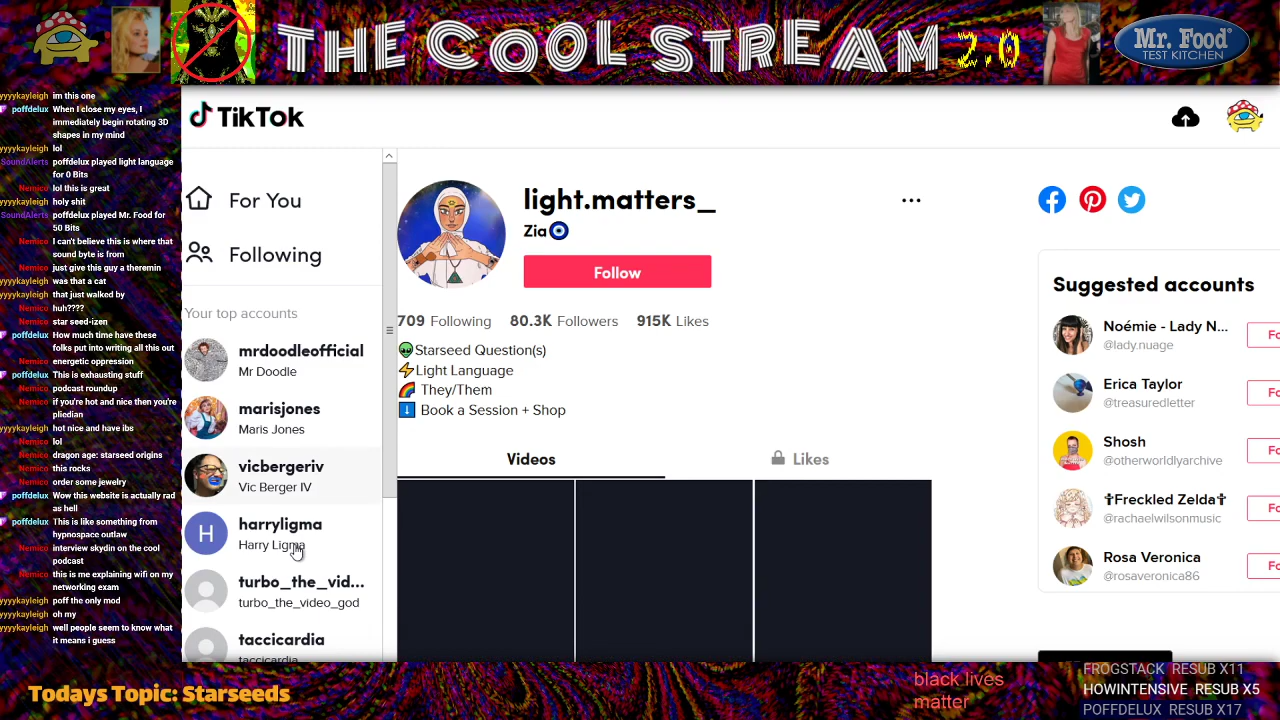 THE COOL STREAM 2.0
Mr. Food®
TEST KITCHEN
yyyykayleigh im this one
poffdelux When I close my eyes, I
immediately begin rotating 3D
shapes in my mind
yyyykayleigh lol
SoundAlerts poffdelux played light language
for 0 Bits
Nemico lol this is great
yyyykayleigh holy shit
SoundAlerts poffdelux played Mr. Food for
50 Bits
Nemico I can't believe this is where that
sound byte is from
Nemico just give this guy a theremin
yyyykayleigh was that a cat
yyyykayleigh that just walked by
Nemico huh????
Nemico star seed-izen
poffdelux How much time have these
folks put into writing all this out
Nemico energetic oppression
poffdelux This is exhausting stuff
Nemico podcast roundup
Nemico if you're hot and nice then you're
pliedian
yyyykayleigh hot nice and have ibs
Nemico lol
Nemico dragon age: starseed origins
Nemico this rocks
Nemico order some jewelry
poffdelux Wow this website is actually rad
as hell
poffdelux This is like something from
hypnospace outlaw
Nemico interview skydin on the cool
podcast
Nemico this is me explaining wifi on my
networking exam
yyyykayleigh poff the only mod
yyyykayleigh oh my
yyyykayleigh well people seem to know what
it means i guess
TikTok
For You
Following
Your top accounts
mrdoodleofficial
Mr Doodle
marisjones
Maris Jones
vicbergeriv
Vic Berger IV
H
harryligma
Harry Ligma
turbo_the_vid...
turbo_the_video_god
taccicardia
taccicardia
light.matters_
Zia
Follow
709 Following 80.3K Followers 915K Likes
Starseed Question(s)
Light Language
They/Them
Book a Session + Shop
Videos
Likes
Suggested accounts
Noémie - Lady N...
@lady.nuage
Fo
Erica Taylor
@treasuredletter
Fo
Shosh
@otherworldlyarchive
Fo
✝Freckled Zelda✝
@rachaelwilsonmusic
Fo
Rosa Veronica
@rosaveronica86
Fo
Todays Topic: Starseeds
black lives
matter
FROGSTACK RESUB X11
HOWINTENSIVE RESUB X5
POFFDELUX RESUB X17